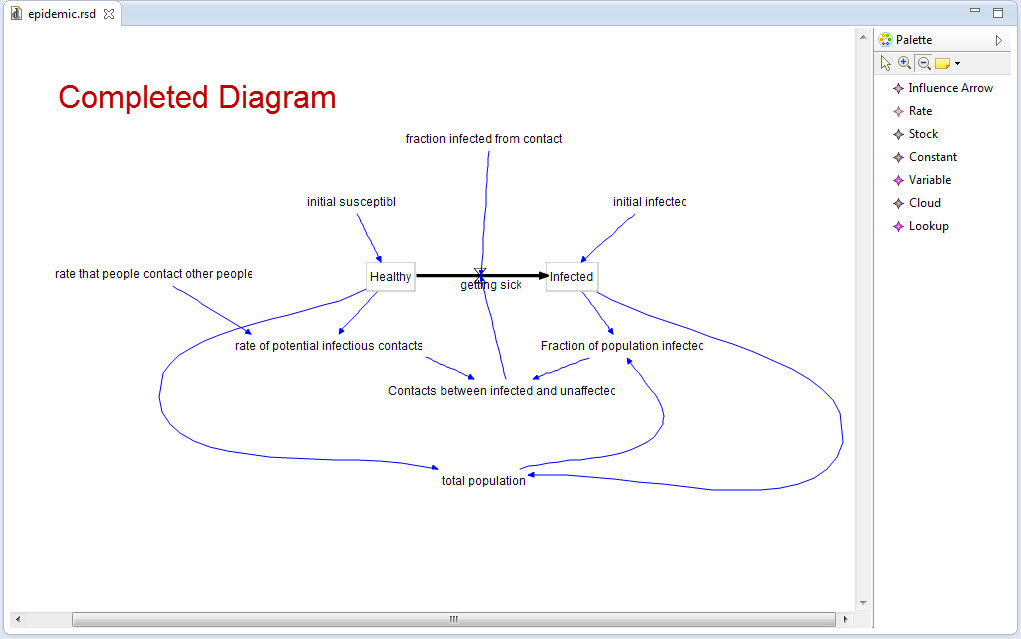 epidemic.rsd
Palette
Completed Diagram
Influence Arrow
Rate
Stock
Constant
Variable
Cloud
Lookup
fraction infected from contact
initial susceptibl
initial infectec
rate that people contact other people
Healthy
Infected
getting sick
rate of potential infectious contacts
Fraction of population infectec
Contacts between infected and unaffectec
total population